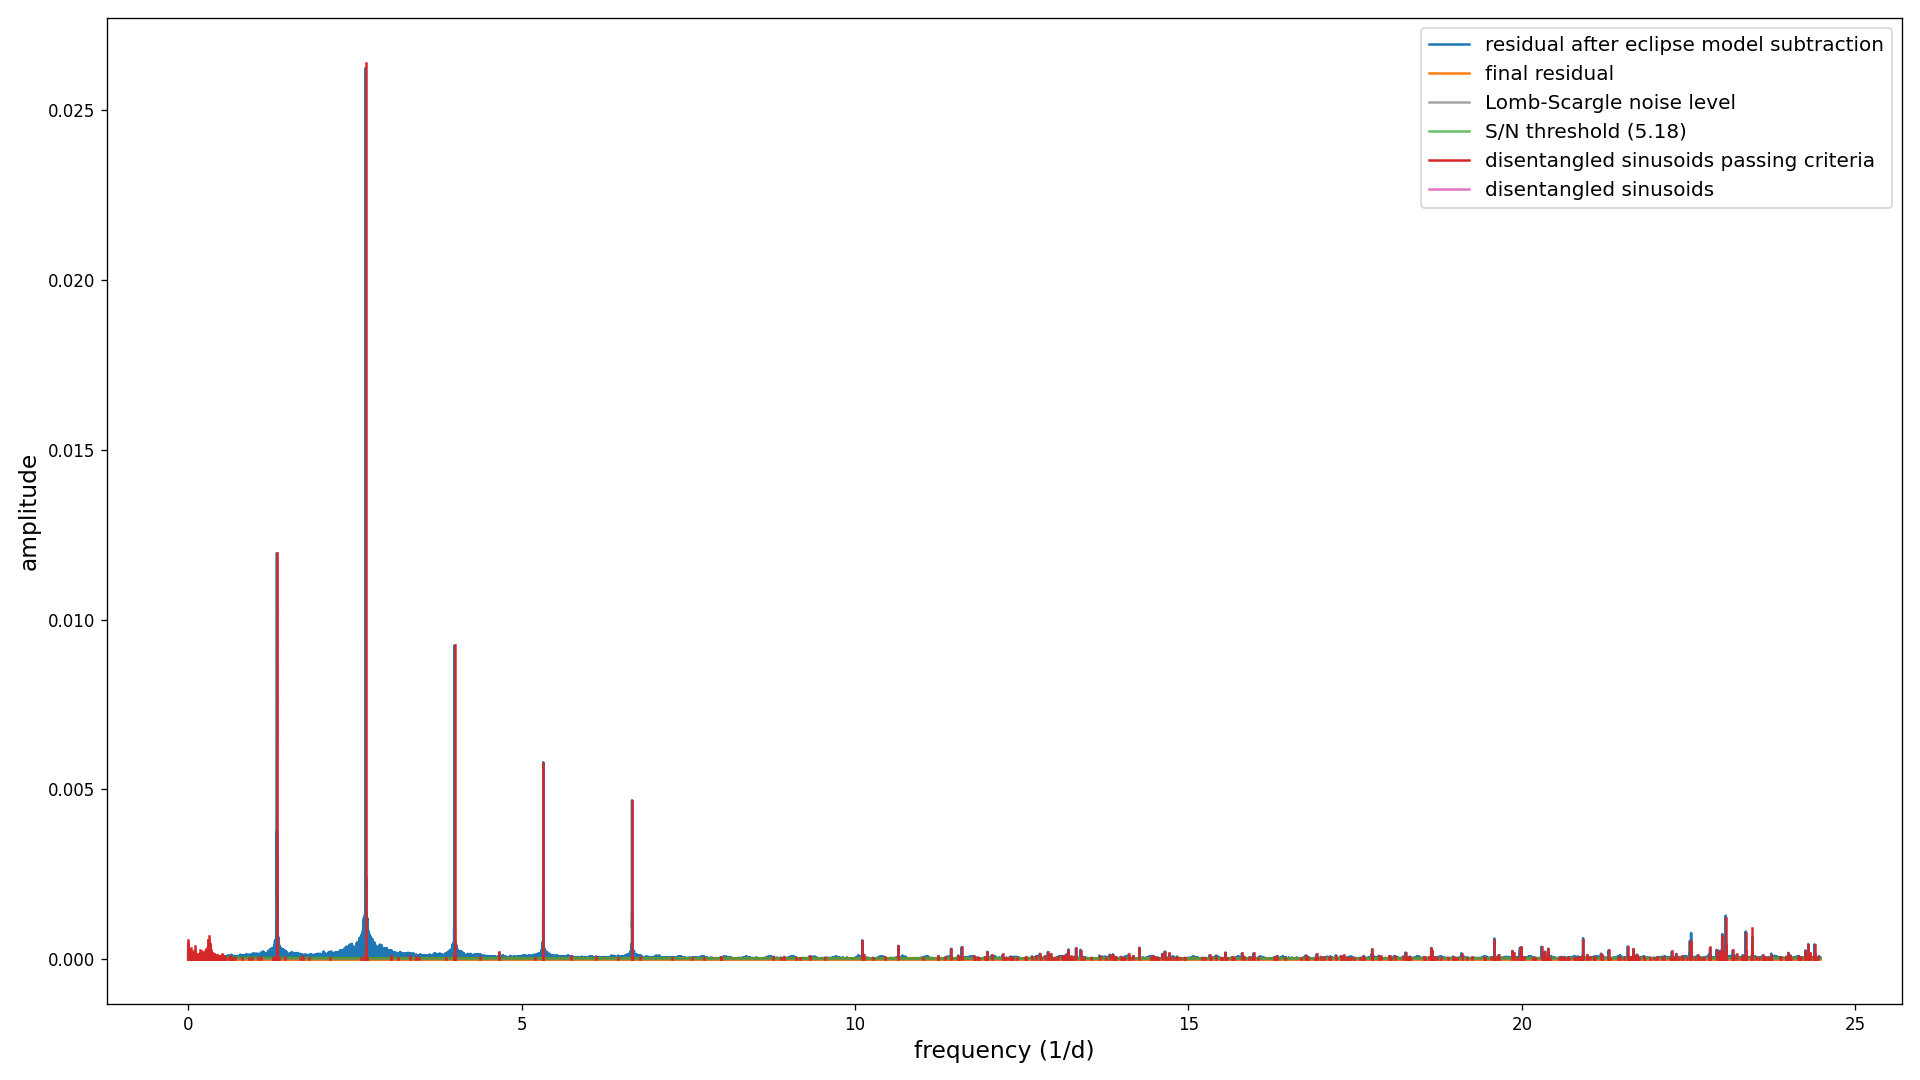 residual after eclipse model subtraction
final residual
Lomb-Scargle noise level
S/N threshold (5.18)
disentangled sinusoids passing criteria
disentangled sinusoids
0.025
0.020
0.015
0.010
0.005
0.000
amplitude
0 5 10 15 20 25
frequency (1/d)